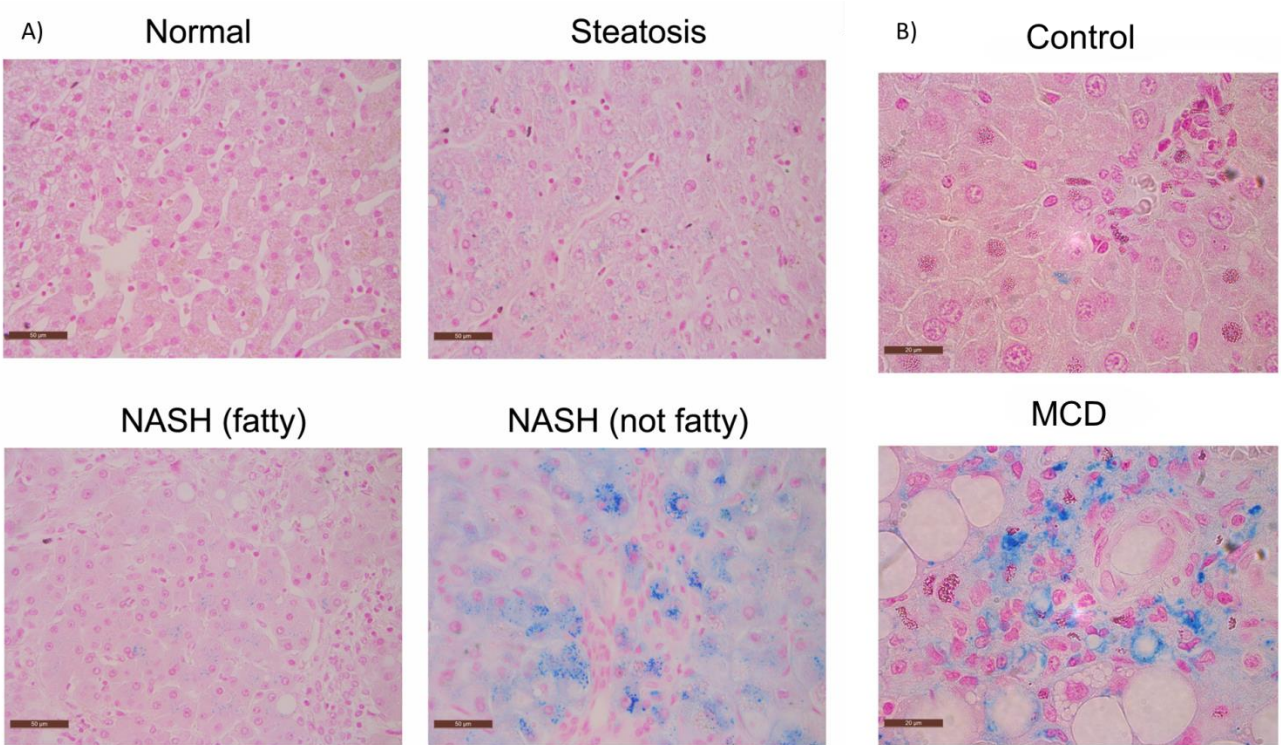 A)
Normal
Steatosis
B)
Control
50 µm
50 µm
20 µm
NASH (fatty)
NASH (not fatty)
MCD
50 µm
50 µm
20 µm